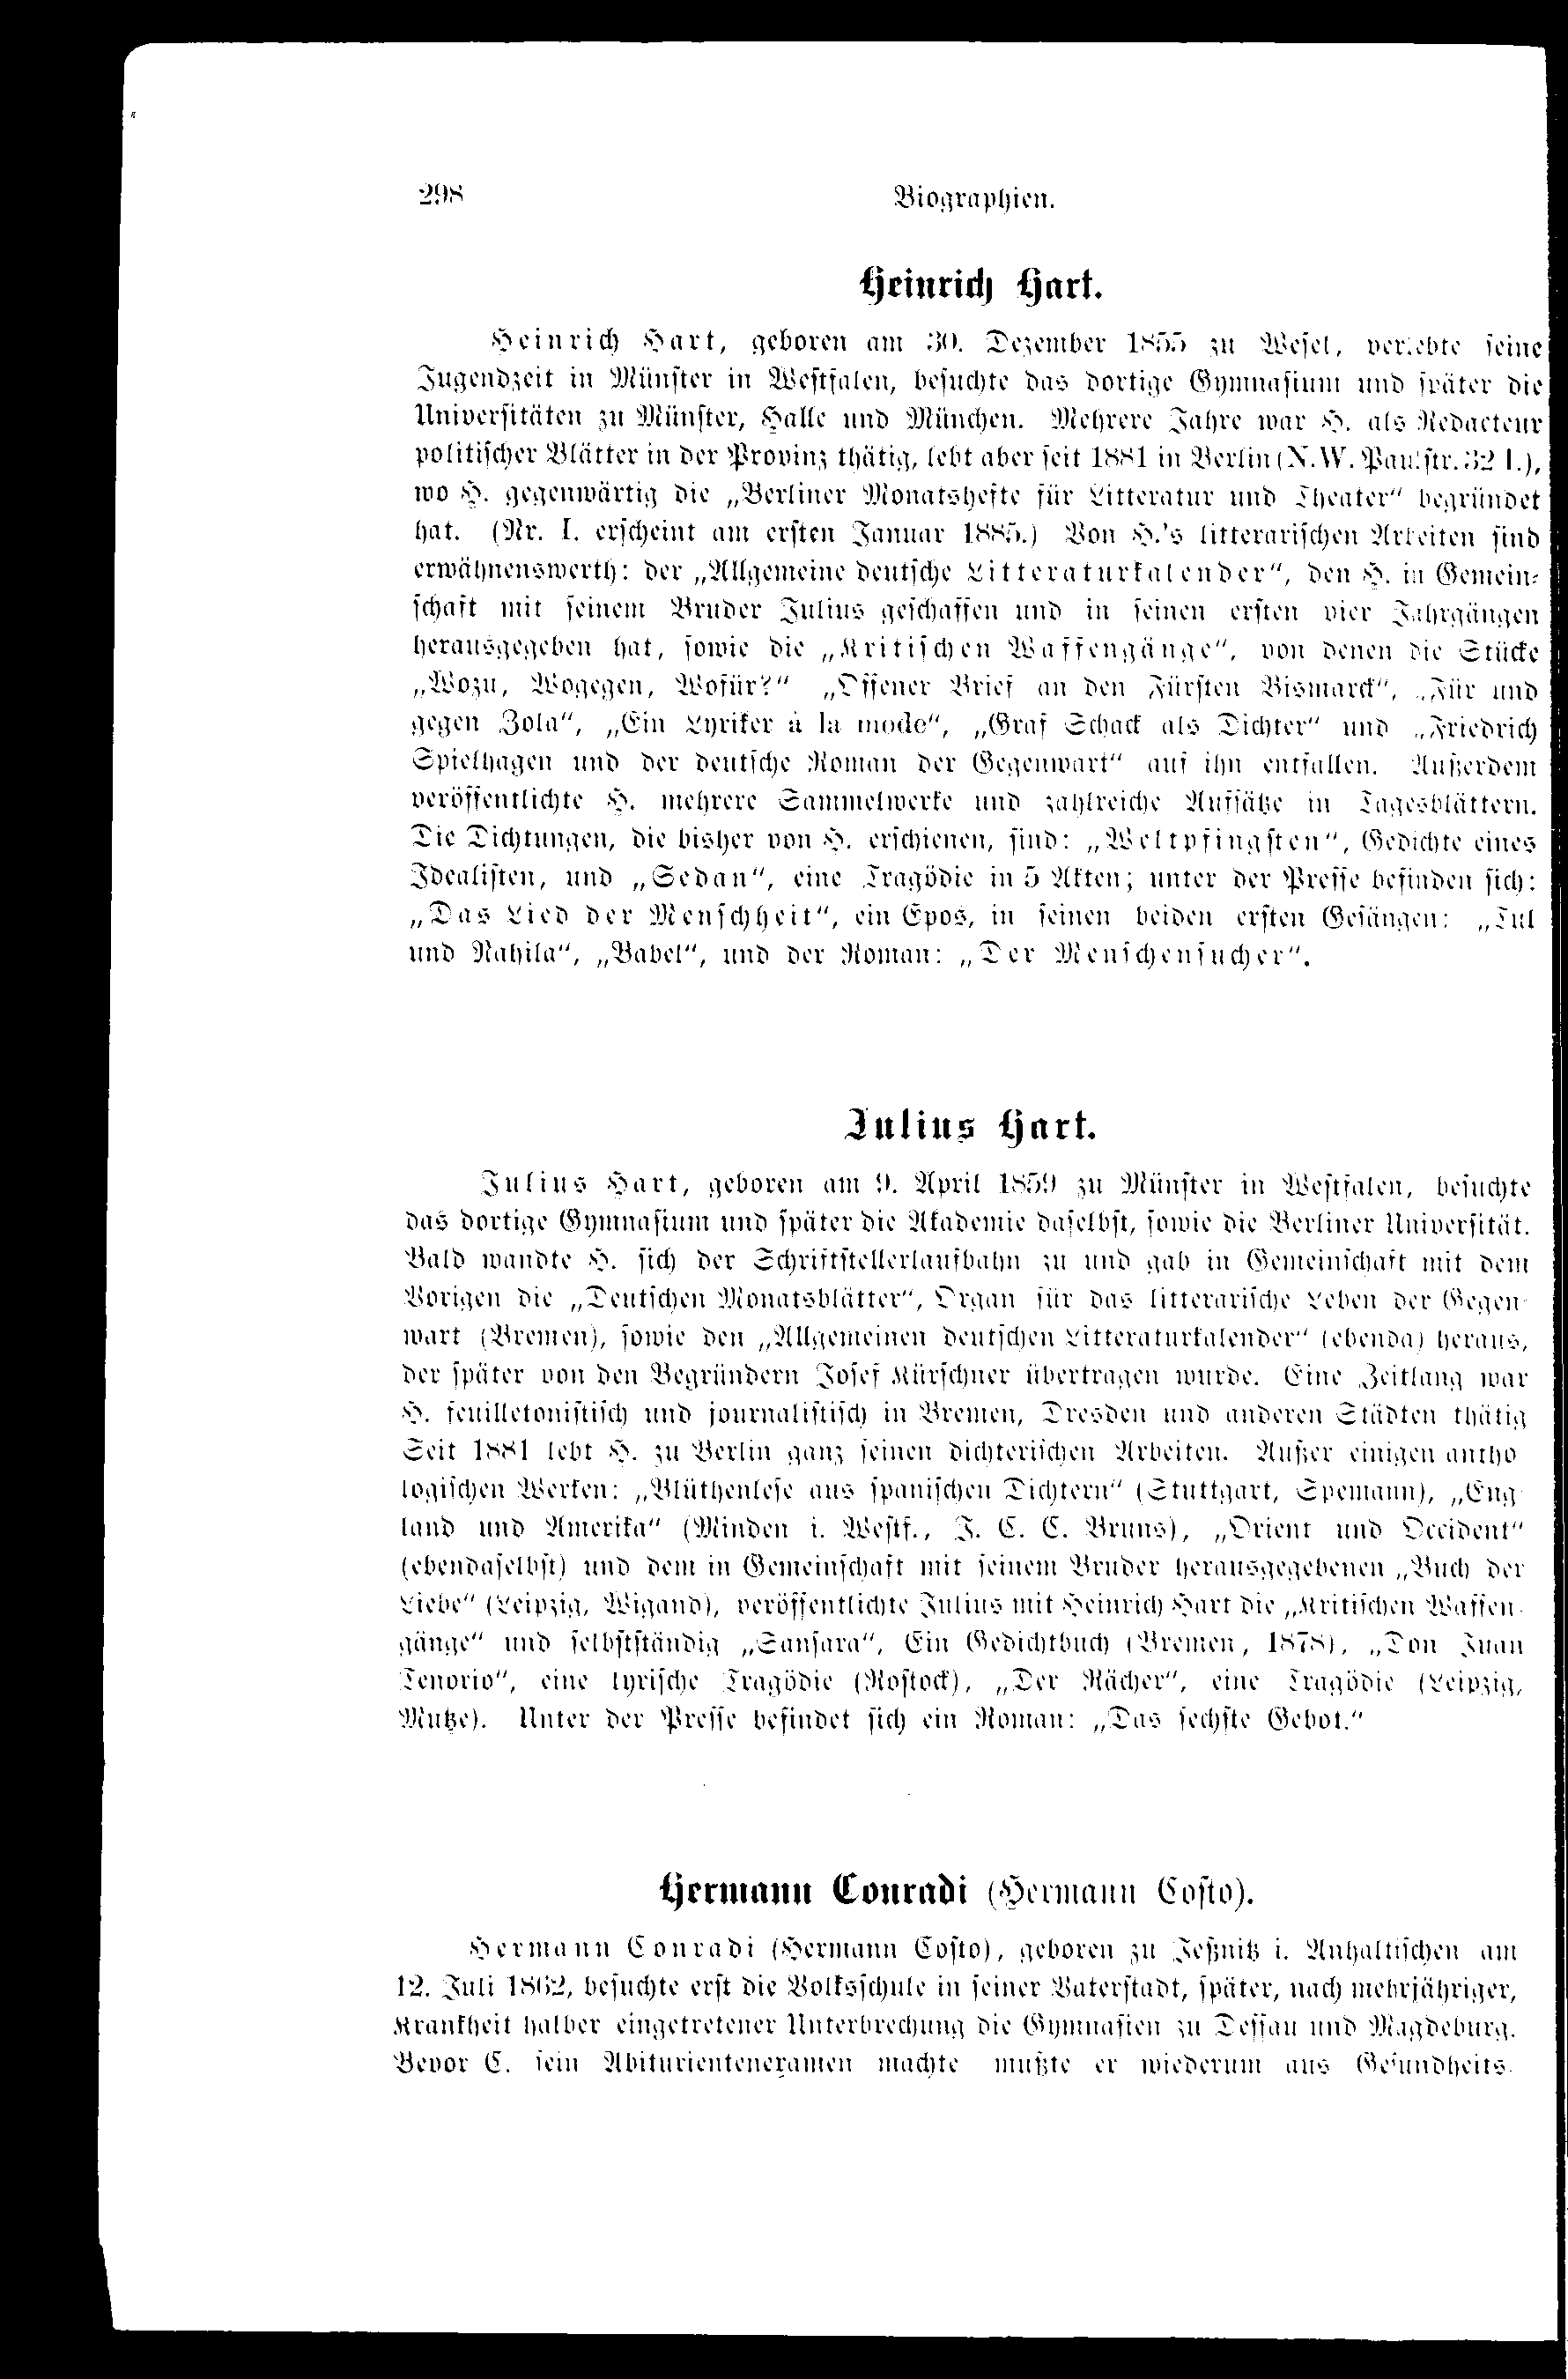 298
Biographien.
Heinrich Hart.
Heinrich Hart, geboren am 30. Dezember 1855 zu Wesel, verlebte seine
Jugendzeit in Münster in Westfalen, besuchte das dortige Gymnasium und später die
Universitäten zu Münster, Halle und München. Mehrere Jahre war H. als Redacteur
politischer Blätter in der Provinz thätig, lebt aber seit 1881 in Berlin (N.W. Paulstr. 32 I.),
wo H. gegenwärtig die „Berliner Monatshefte für Litteratur und Theater“ begründet
hat. (Nr. I. erscheint am ersten Januar 1885.) Von H.'s litterarischen Arbeiten sind
erwähnenswerth: der „Allgemeine deutsche Litteraturkalender“, den H. in Gemein-
schaft mit seinem Bruder Julius geschaffen und in seinen ersten vier Jahrgängen
herausgegeben hat, sowie die „Kritischen Waffengänge“, von denen die Stücke
„Wozu, Wogegen, Wofür?“ „Offener Brief an den Fürsten Bismarck“, „Für und
gegen Zola“, „Ein Lyriker à la mode“, „Graf Schack als Dichter“ und „Friedrich
Spielhagen und der deutsche Roman der Gegenwart“ auf ihn entfallen. Außerdem
veröffentlichte H. mehrere Sammelwerke und zahlreiche Aufsätze in Tagesblättern.
Die Dichtungen, die bisher von H. erschienen, sind: „Weltpfingsten“, Gedichte eines
Idealisten, und „Sedan“, eine Tragödie in 5 Akten; unter der Presse befinden sich:
„Das Lied der Menschheit“, ein Epos, in seinen beiden ersten Gesängen: „Tul
und Nahila“, „Babel“, und der Roman: „Der Menschensucher“.
Julius Hart.
Julius Hart, geboren am 9. April 1859 zu Münster in Westfalen, besuchte
das dortige Gymnasium und später die Akademie daselbst, sowie die Berliner Universität.
Bald wandte H. sich der Schriftstellerlaufbahn zu und gab in Gemeinschaft mit dem
Vorigen die „Deutschen Monatsblätter“, Organ für das litterarische Leben der Gegen-
wart (Bremen), sowie den „Allgemeinen deutschen Litteraturkalender“ (ebenda) heraus,
der später von den Begründern Josef Kürschner übertragen wurde. Eine Zeitlang war
H. feuilletonistisch und journalistisch in Bremen, Dresden und anderen Städten thätig
Seit 1881 lebt H. zu Berlin ganz seinen dichterischen Arbeiten. Außer einigen antho
logischen Werken: „Blüthenlese aus spanischen Dichtern“ (Stuttgart, Spemann), „Eng-
land und Amerika“ (Minden i. Westf., J. C. C. Bruns), „Orient und Occident“
(ebendaselbst) und dem in Gemeinschaft mit seinem Bruder herausgegebenen „Buch der
Liebe“ (Leipzig, Wigand), veröffentlichte Julius mit Heinrich Hart die „Kritischen Waffen-
gänge“ und selbstständig „Sansara“, Ein Gedichtbuch (Bremen, 1878), „Don Juan
Tenorio“, eine lyrische Tragödie (Rostock), „Der Rächer“, eine Tragödie (Leipzig,
Mutze). Unter der Presse befindet sich ein Roman: „Das sechste Gebot.“
Hermann Conradi (Hermann Costo).
Hermann Conradi (Hermann Costo), geboren zu Jeßnitz i. Anhaltischen am
12. Juli 1862, besuchte erst die Volksschule in seiner Vaterstadt, später, nach mehrjähriger,
Krankheit halber eingetretener Unterbrechung die Gymnasien zu Dessau und Magdeburg.
Bevor C. sein Abiturientenexamen machte mußte er wiederum aus Gesundheits-